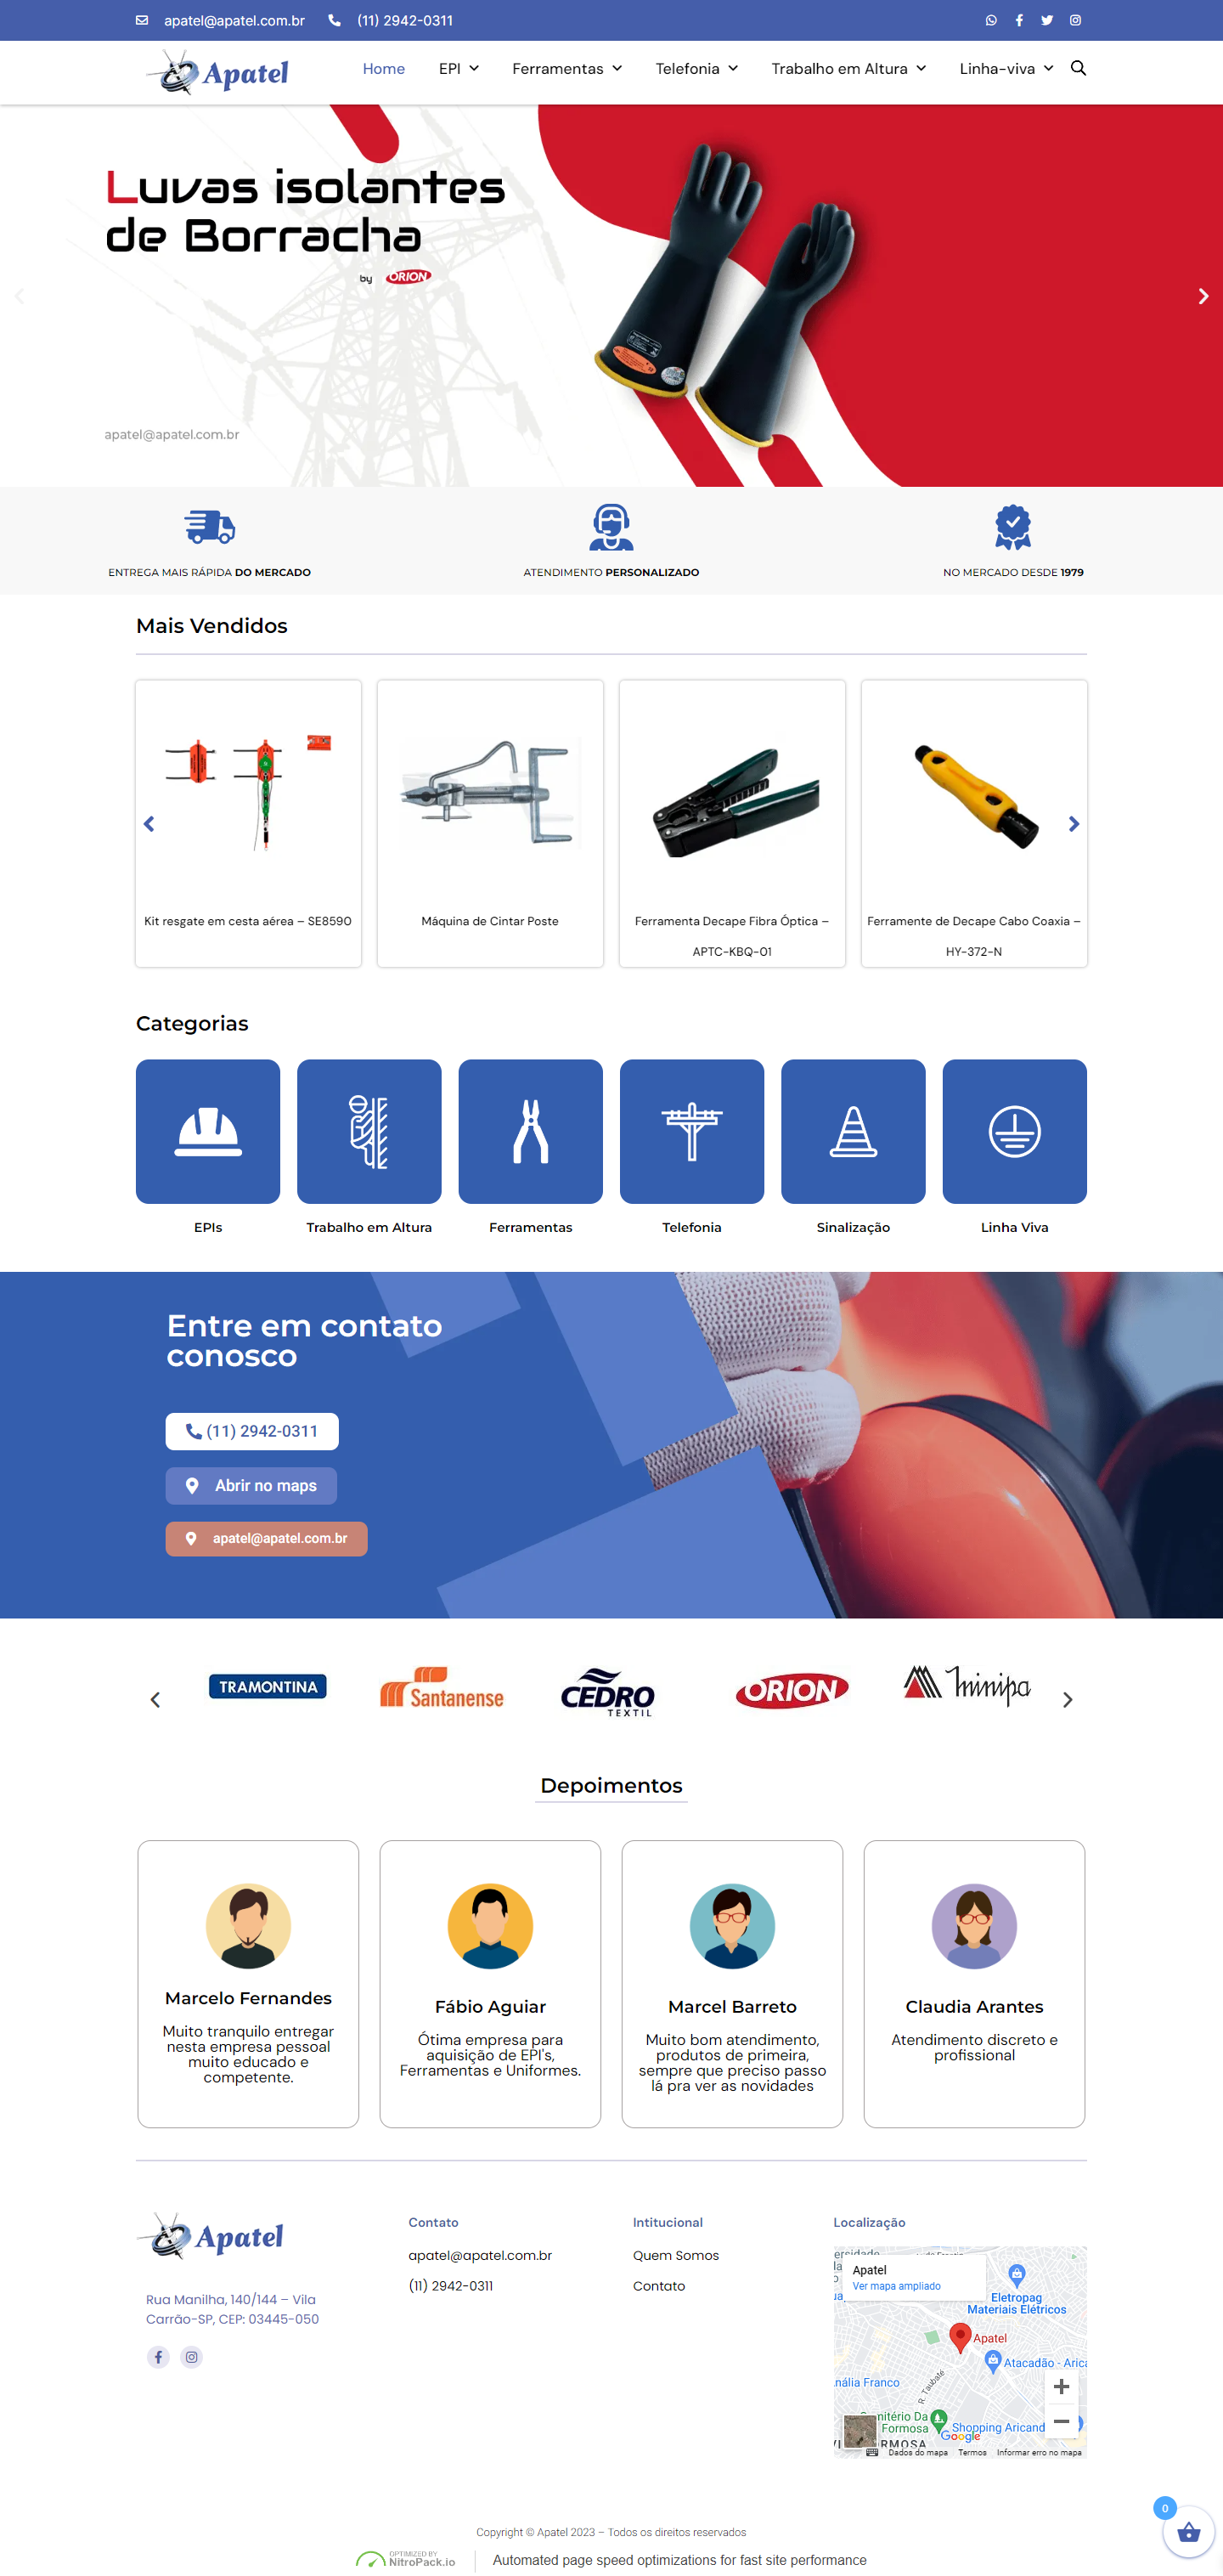 apatel@apatel.com.br (11) 2942-0311
Apatel
Home EPI Ferramentas Telefonia Trabalho em Altura Linha-viva
Luvas isolantes
de Borracha
by ORION
apatel@apatel.com.br
ENTREGA MAIS RÁPIDA DO MERCADO
ATENDIMENTO PERSONALIZADO
NO MERCADO DESDE 1979
Mais Vendidos
Kit resgate em cesta aérea – SE8590
Máquina de Cintar Poste
Ferramenta Decape Fibra Óptica –
APTC-KBQ-01
Ferramente de Decape Cabo Coaxia –
HY-372-N
Categorias
EPIs
Trabalho em Altura
Ferramentas
Telefonia
Sinalização
Linha Viva
Entre em contato
conosco
(11) 2942-0311
Abrir no maps
apatel@apatel.com.br
TRAMONTINA
Santanense
CEDRO
TEXTIL
ORION
Minipa
Depoimentos
Marcelo Fernandes
Muito tranquilo entregar
nesta empresa pessoal
muito educado e
competente.
Fábio Aguiar
Ótima empresa para
aquisição de EPI's,
Ferramentas e Uniformes.
Marcel Barreto
Muito bom atendimento,
produtos de primeira,
sempre que preciso passo
lá pra ver as novidades
Claudia Arantes
Atendimento discreto e
profissional
Apatel
Rua Manilha, 140/144 – Vila
Carrão-SP, CEP: 03445-050
Contato
apatel@apatel.com.br
(11) 2942-0311
Intitucional
Quem Somos
Contato
Localização
ersidade
Apatel
Ver mapa ampliado
Eletropag
Materiais Elétricos
Apatel
Atacadão - Arica
nália Franco
R. Taubaté
mitério Da
Formosa
Shopping Aricand
Google
RMOSA
Dados do mapa Termos Informar erro no mapa
0
Copyright © Apatel 2023 – Todos os direitos reservados
OPTIMIZED BY
NitroPack.io
Automated page speed optimizations for fast site performance